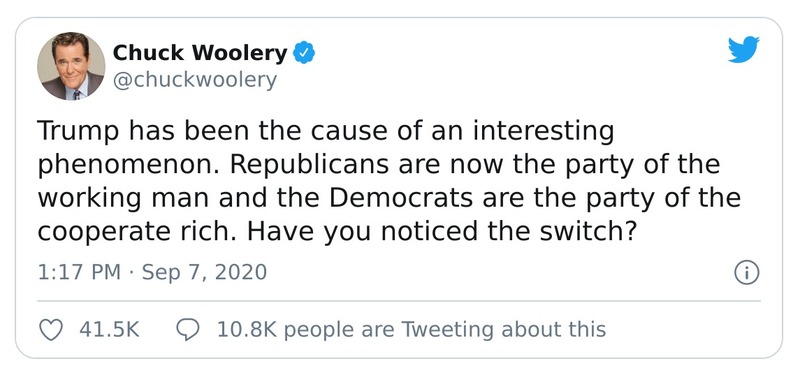 Chuck Woolery
@chuckwoolery
Trump has been the cause of an interesting
phenomenon. Republicans are now the party of the
working man and the Democrats are the party of the
cooperate rich. Have you noticed the switch?
1:17 PM · Sep 7, 2020
41.5K 10.8K people are Tweeting about this